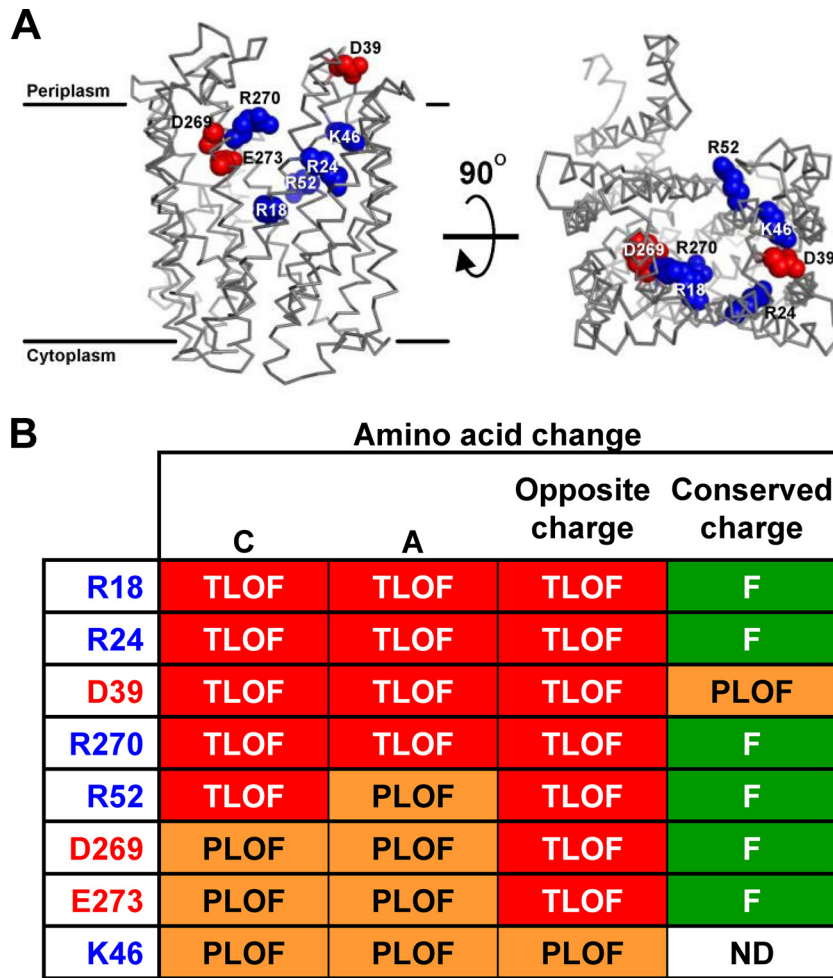 A
Periplasm
D39
D269
R270
E273
K46
R24
R52
R18
Cytoplasm
90°
R52
K46
D39
D269
R270
R18
R24
B
Amino acid change
C A Opposite charge Conserved charge
R18 TLOF TLOF TLOF F
R24 TLOF TLOF TLOF F
D39 TLOF TLOF TLOF PLOF
R270 TLOF TLOF TLOF F
R52 TLOF PLOF TLOF F
D269 PLOF PLOF TLOF F
E273 PLOF PLOF TLOF F
K46 PLOF PLOF PLOF ND